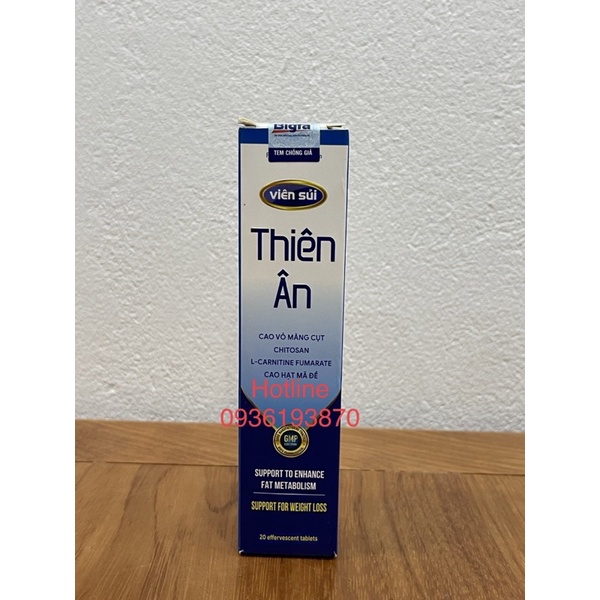 Bigfa
TEM CHỐNG GIẢ
VIÊN SỦI
Thiên
Ân
CAO VỎ MĂNG CỤT
CHITOSAN
L-CARNITINE FUMARATE
CAO HẠT MÃ ĐỀ
Hotline
0936193870
GMP
SUPPORT TO ENHANCE
FAT METABOLISM
SUPPORT FOR WEIGHT LOSS
20 effervescent tablets